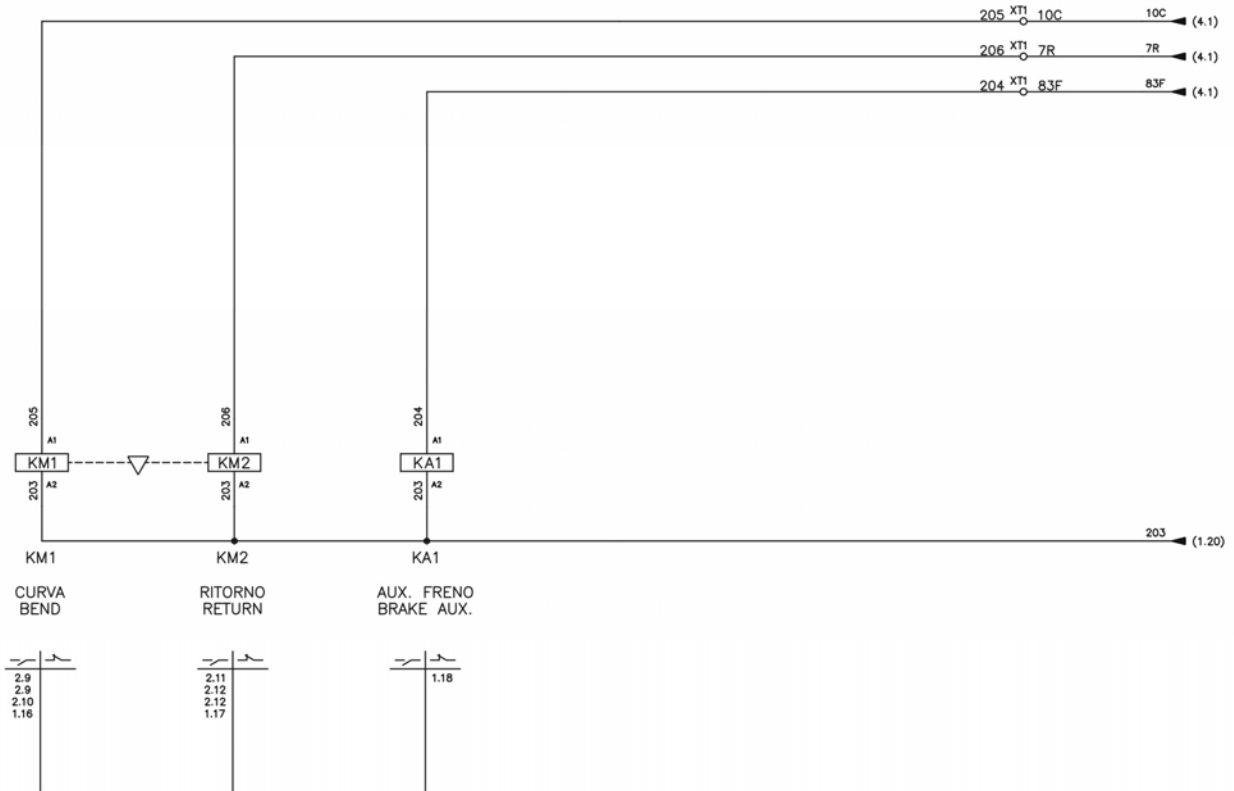 205 XT1 10C 10C (4.1)
206 XT1 7R 7R (4.1)
204 XT1 83F 83F (4.1)
205 206 204
A1 A1 A1
KM1 KM2 KA1
203 A2 203 A2 203 A2
203 (1.20)
KM1 KM2 KA1
CURVA RITORNO AUX. FRENO
BEND RETURN BRAKE AUX.
2.9 2.11 1.18
2.9 2.12
2.10 2.12
1.16 1.17